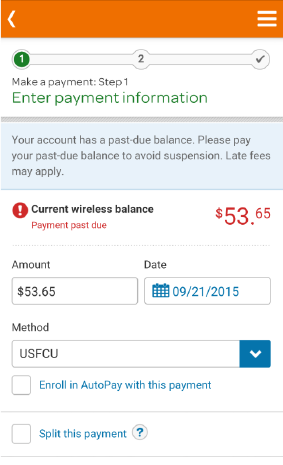 1
2
Make a payment: Step 1
Enter payment information
Your account has a past-due balance. Please pay
your past-due balance to avoid suspension. Late fees
may apply.
Current wireless balance
$53.65
Payment past due
Amount
Date
$53.65
09/21/2015
Method
USFCU
Enroll in AutoPay with this payment
Split this payment ?